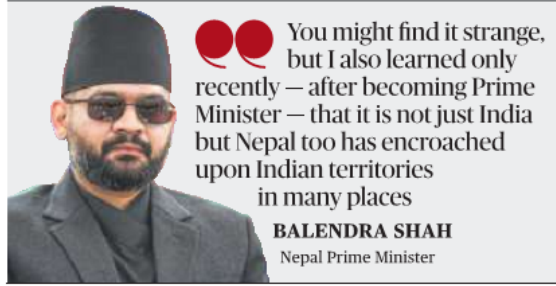 You might find it strange,
but I also learned only
recently — after becoming Prime
Minister — that it is not just India
but Nepal too has encroached
upon Indian territories
in many places
BALENDRA SHAH
Nepal Prime Minister